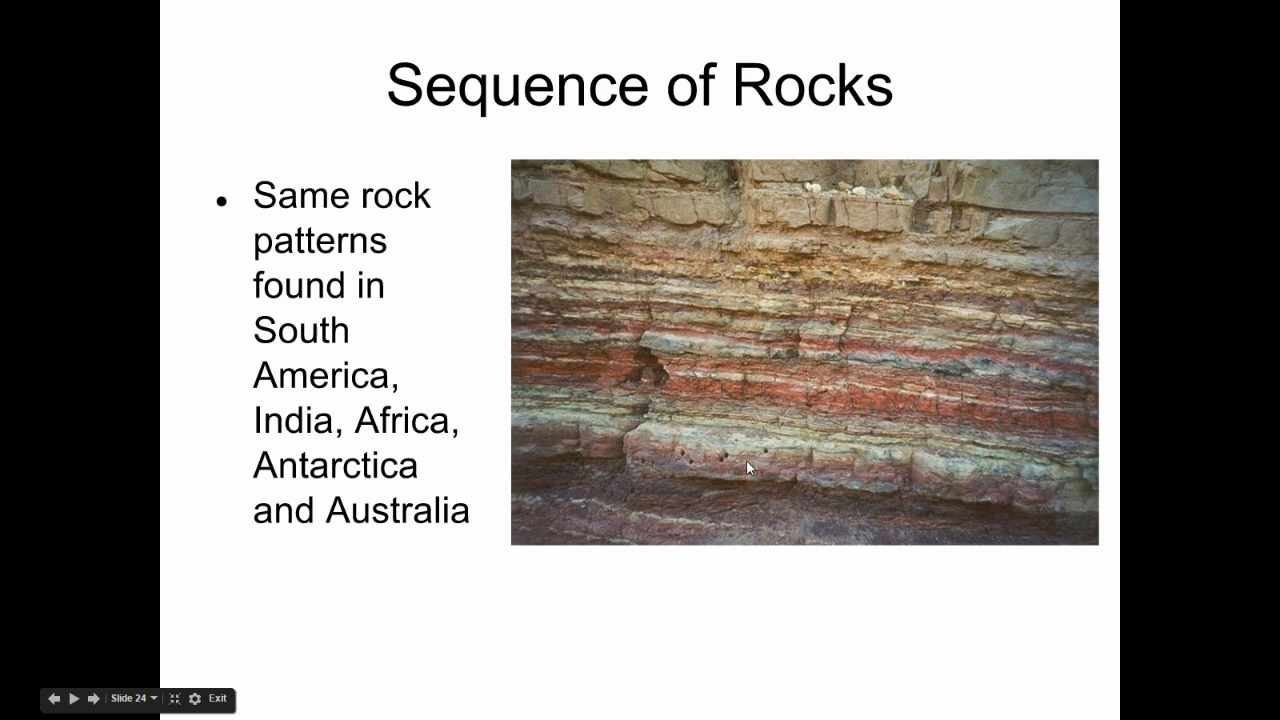 Sequence of Rocks
• Same rock
patterns
found in
South
America,
India, Africa,
Antarctica
and Australia
Slide 24
Exit